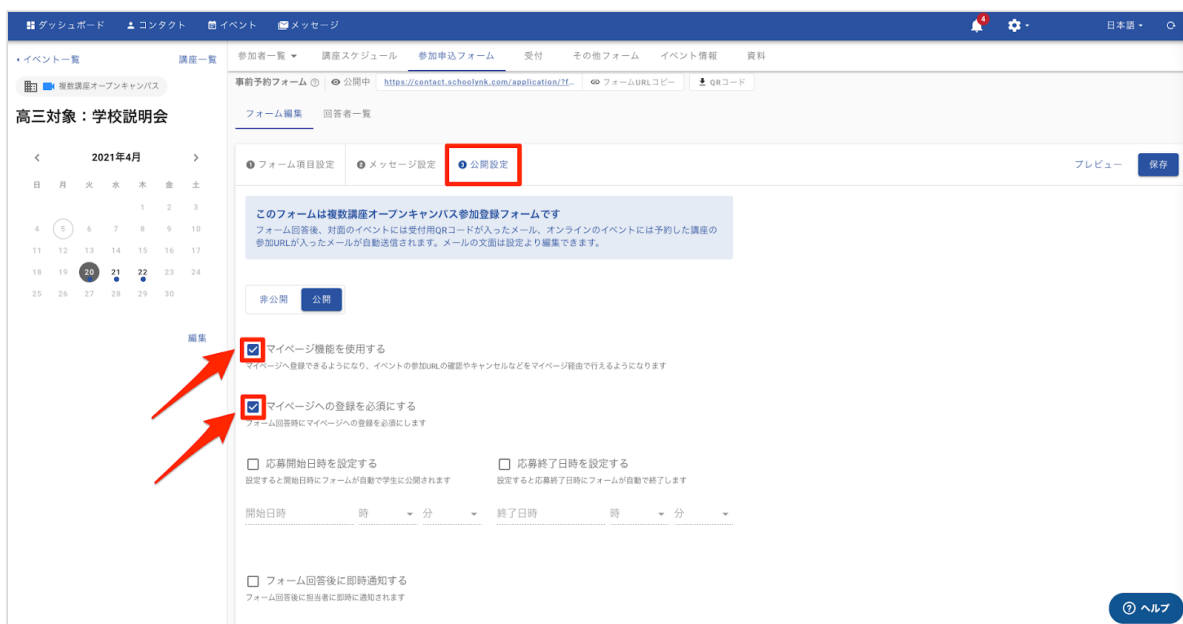 ダッシュボード コンタクト イベント メッセージ 4 日本語
イベント一覧 講座一覧
複数講座オープンキャンパス
高三対象：学校説明会
2021年4月
日 月 火 水 木 金 土
1 2 3
4 5 6 7 8 9 10
11 12 13 14 15 16 17
18 19 20 21 22 23 24
25 26 27 28 29 30
編集
参加者一覧 講座スケジュール 参加申込フォーム 受付 その他フォーム イベント情報 資料
事前予約フォーム 公開中 https://contact.schoolynk.com/application/?f… フォームURLコピー QRコード
フォーム編集 回答者一覧
1 フォーム項目設定 2 メッセージ設定 3 公開設定 プレビュー 保存
このフォームは複数講座オープンキャンパス参加登録フォームです
フォーム回答後、対面のイベントには受付用QRコードが入ったメール、オンラインのイベントには予約した講座の
参加URLが入ったメールが自動送信されます。メールの文面は設定より編集できます。
非公開 公開
マイページ機能を使用する
マイページへ登録できるようになり、イベントの参加URLの確認やキャンセルなどをマイページ経由で行えるようになります
マイページへの登録を必須にする
フォーム回答時にマイページへの登録を必須にします
応募開始日時を設定する 応募終了日時を設定する
設定すると開始日時にフォームが自動で学生に公開されます 設定すると応募終了日時にフォームが自動で終了します
開始日時 時 分 終了日時 時 分
フォーム回答後に即時通知する
フォーム回答後に担当者に即時に通知されます
ヘルプ